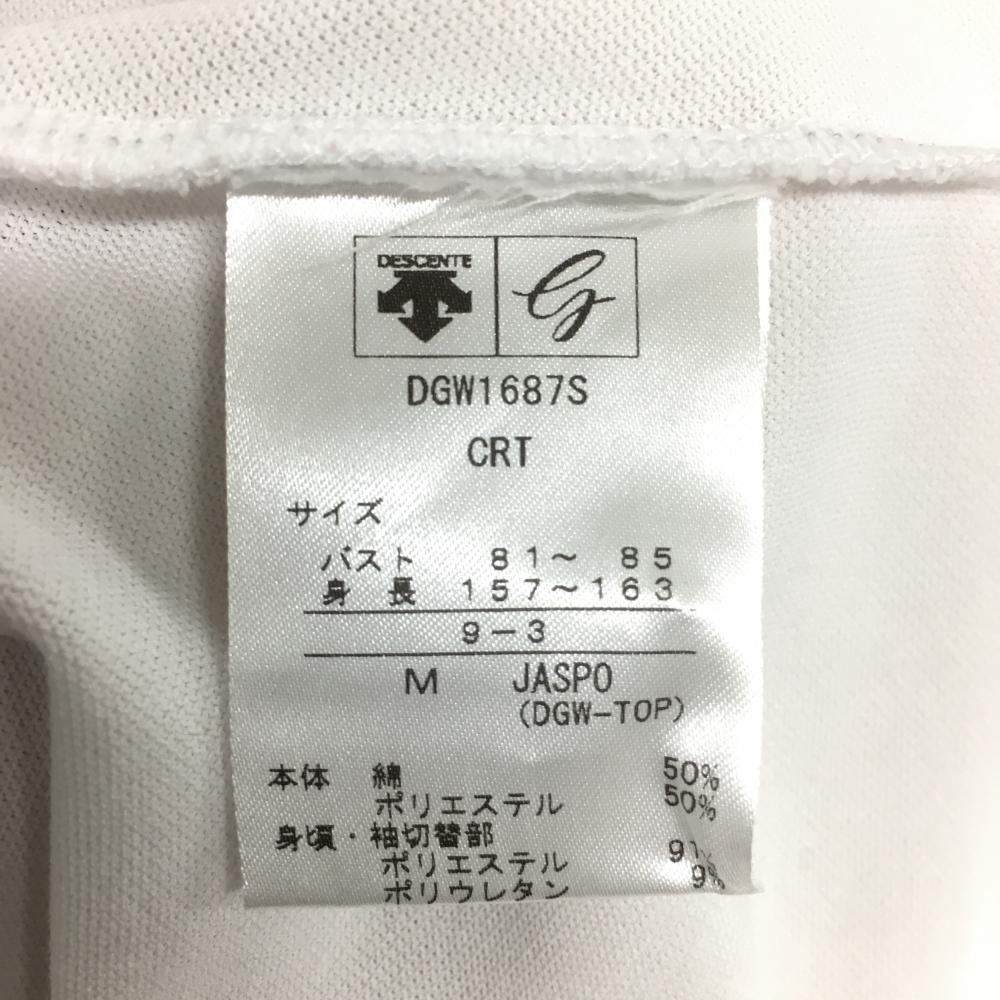 DESCENTE
G
DGW1687S
CRT
サイズ
バスト 81~ 85
身 長 157~163
9-3
M JASPO
(DGW-TOP)
本体 綿 50%
ポリエステル 50%
身頃・袖切替部
ポリエステル 91%
ポリウレタン 9%